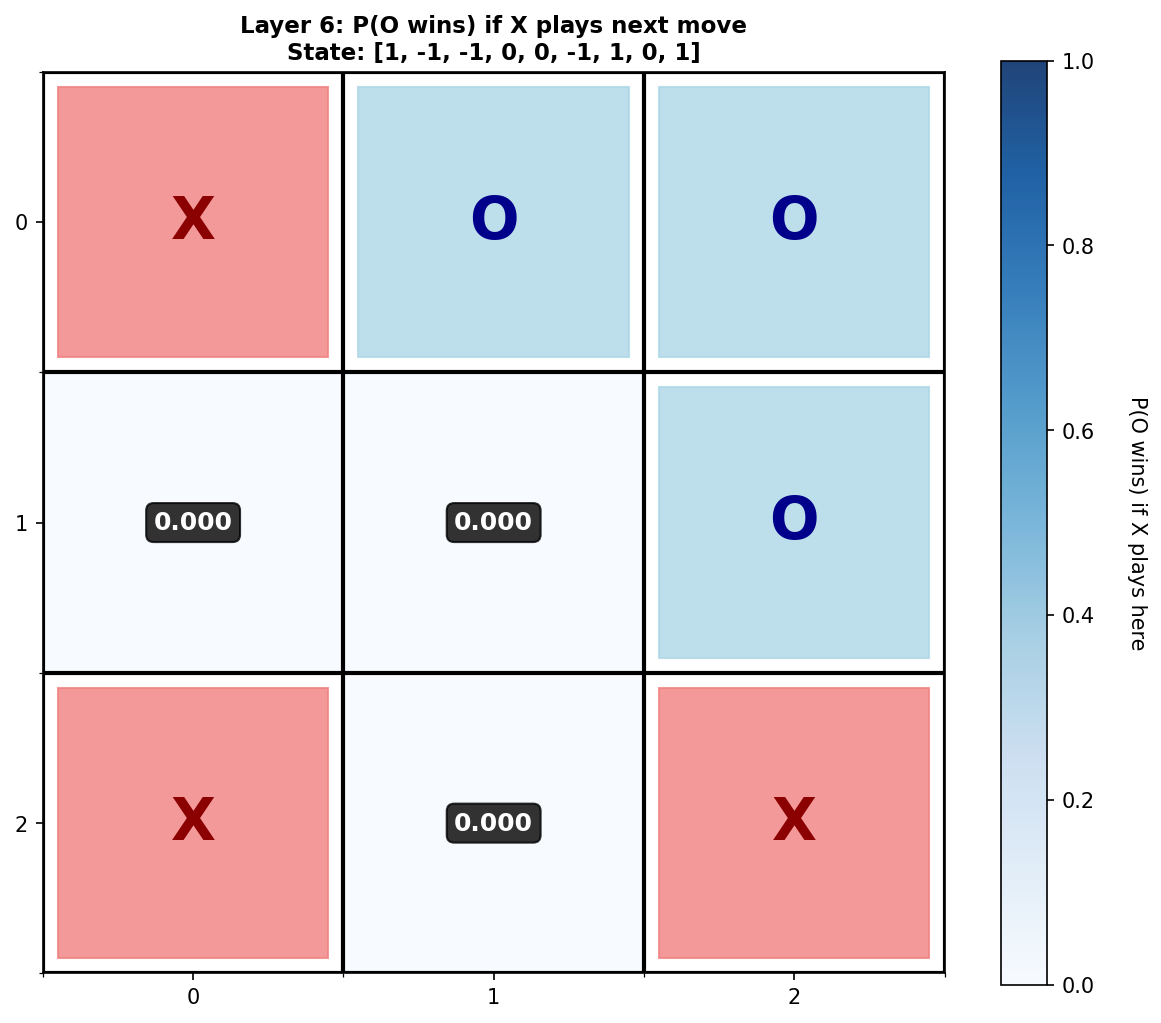 Layer 6: P(O wins) if X plays next move
State: [1, -1, -1, 0, 0, -1, 1, 0, 1]
X O O
0.000 0.000 O
X 0.000 X
0
1
2
0 1 2
1.0
0.8
0.6
0.4
0.2
0.0
P(O wins) if X plays here